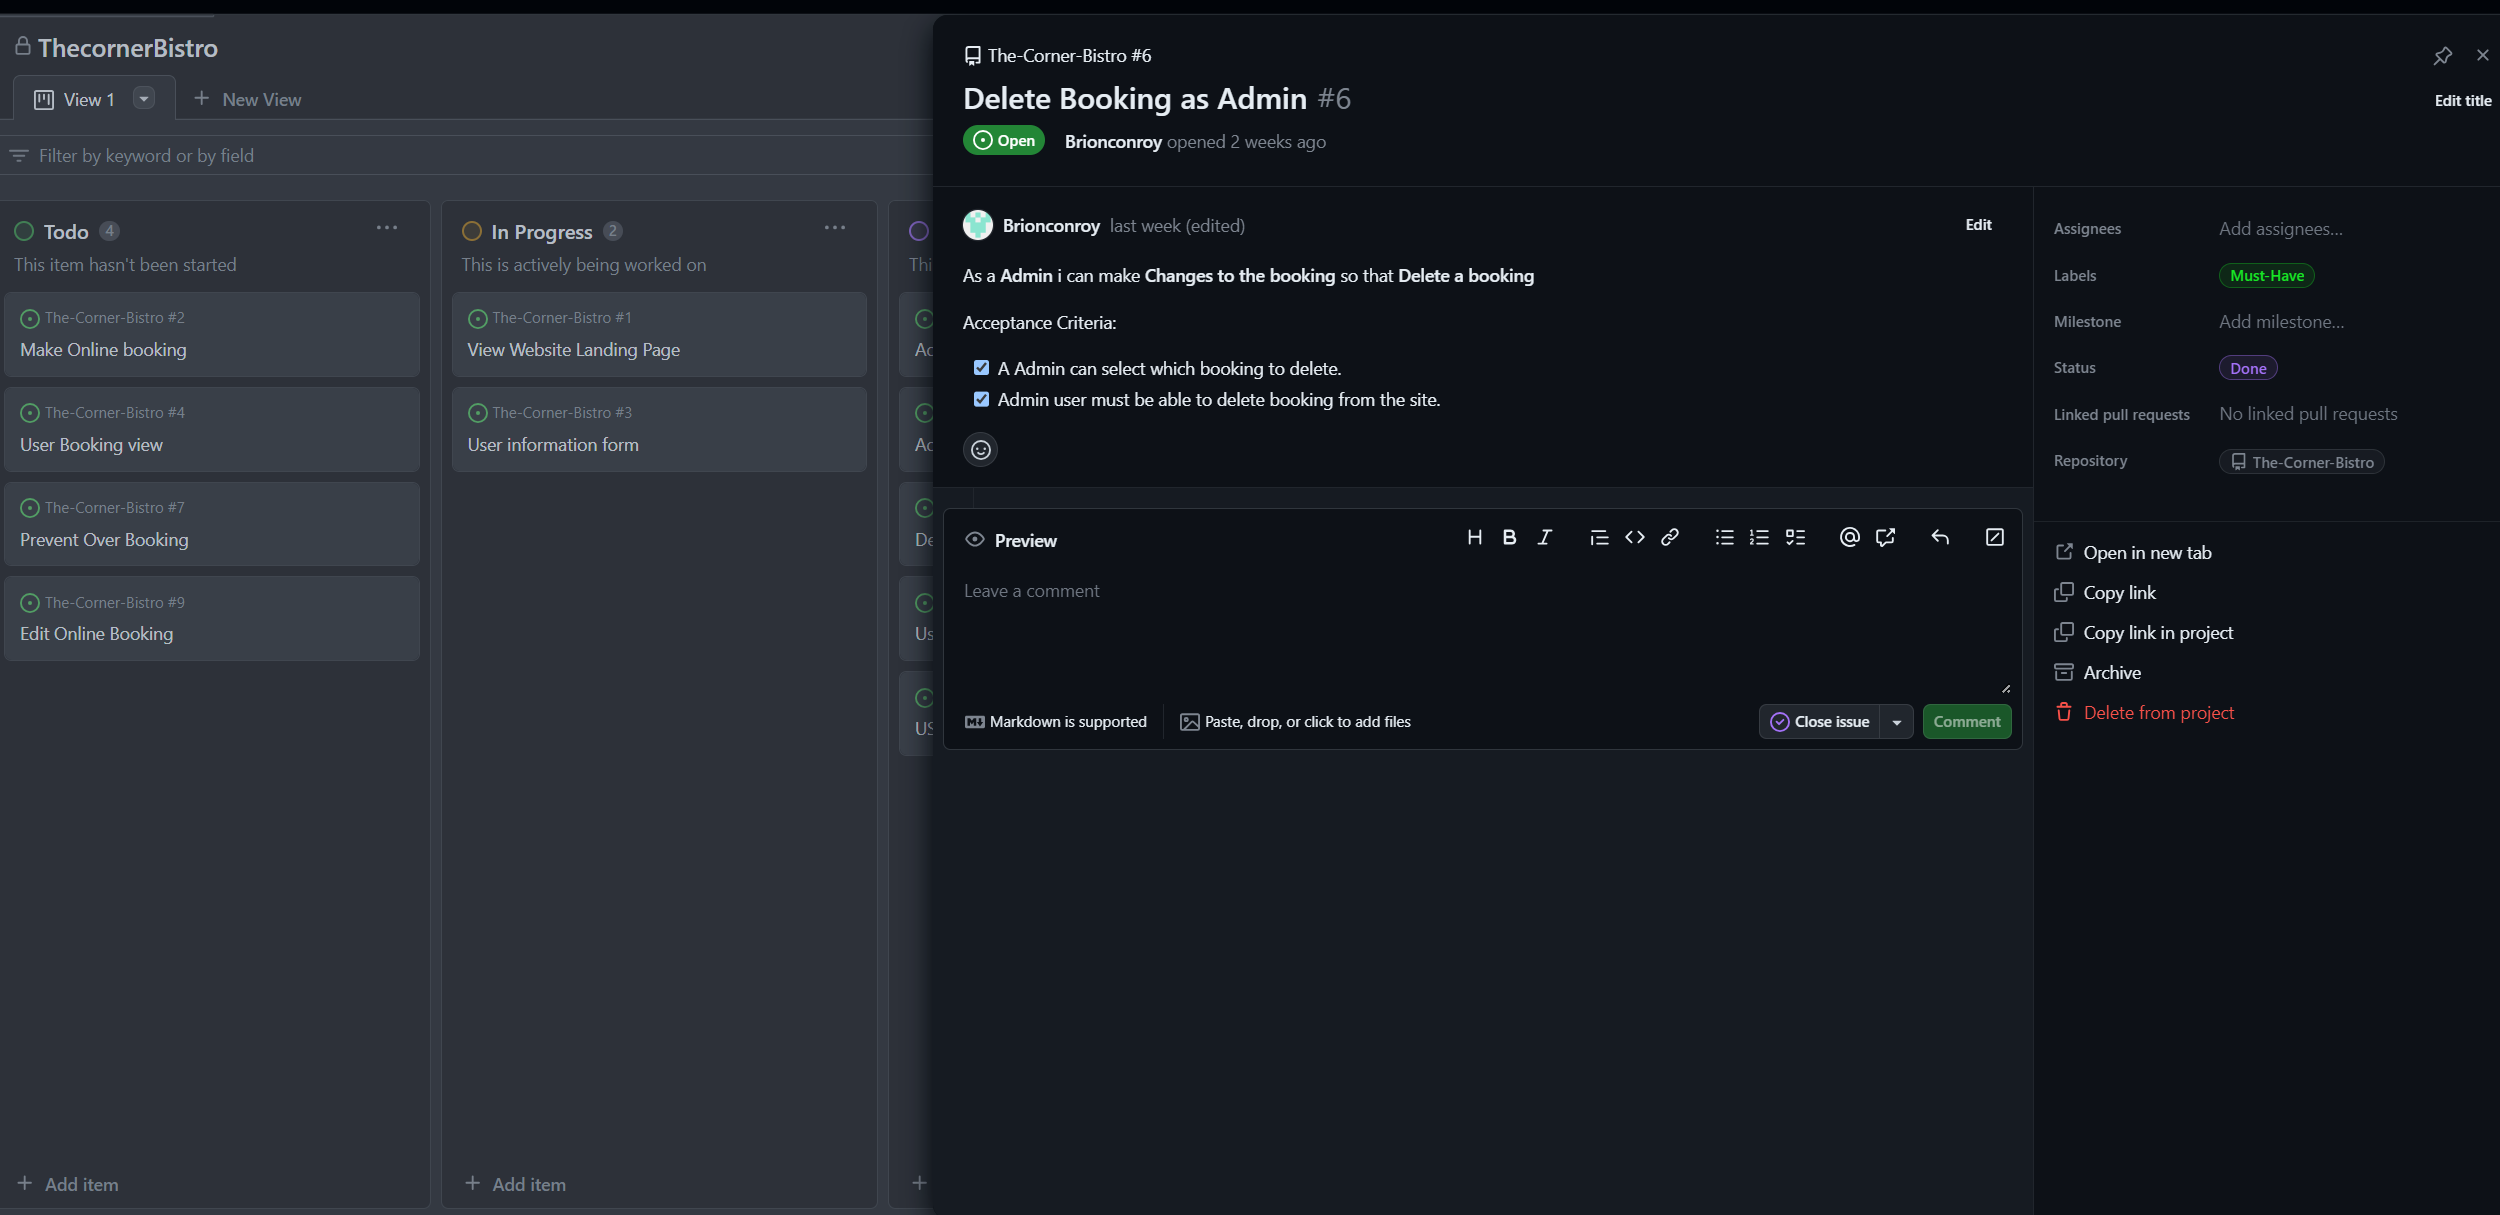 ThecornerBistro
View 1
New View
Filter by keyword or by field
Todo 4
This item hasn't been started
The-Corner-Bistro #2
Make Online booking
The-Corner-Bistro #4
User Booking view
The-Corner-Bistro #7
Prevent Over Booking
The-Corner-Bistro #9
Edit Online Booking
Add item
In Progress 2
This is actively being worked on
The-Corner-Bistro #1
View Website Landing Page
The-Corner-Bistro #3
User information form
Add item
The-Corner-Bistro #6
Delete Booking as Admin #6
Edit title
Open
Brionconroy opened 2 weeks ago
Brionconroy last week (edited)
Edit
As a Admin i can make Changes to the booking so that Delete a booking
Acceptance Criteria:
A Admin can select which booking to delete.
Admin user must be able to delete booking from the site.
Preview
Leave a comment
Markdown is supported
Paste, drop, or click to add files
Close issue
Comment
Assignees
Add assignees...
Labels
Must-Have
Milestone
Add milestone...
Status
Done
Linked pull requests
No linked pull requests
Repository
The-Corner-Bistro
Open in new tab
Copy link
Copy link in project
Archive
Delete from project